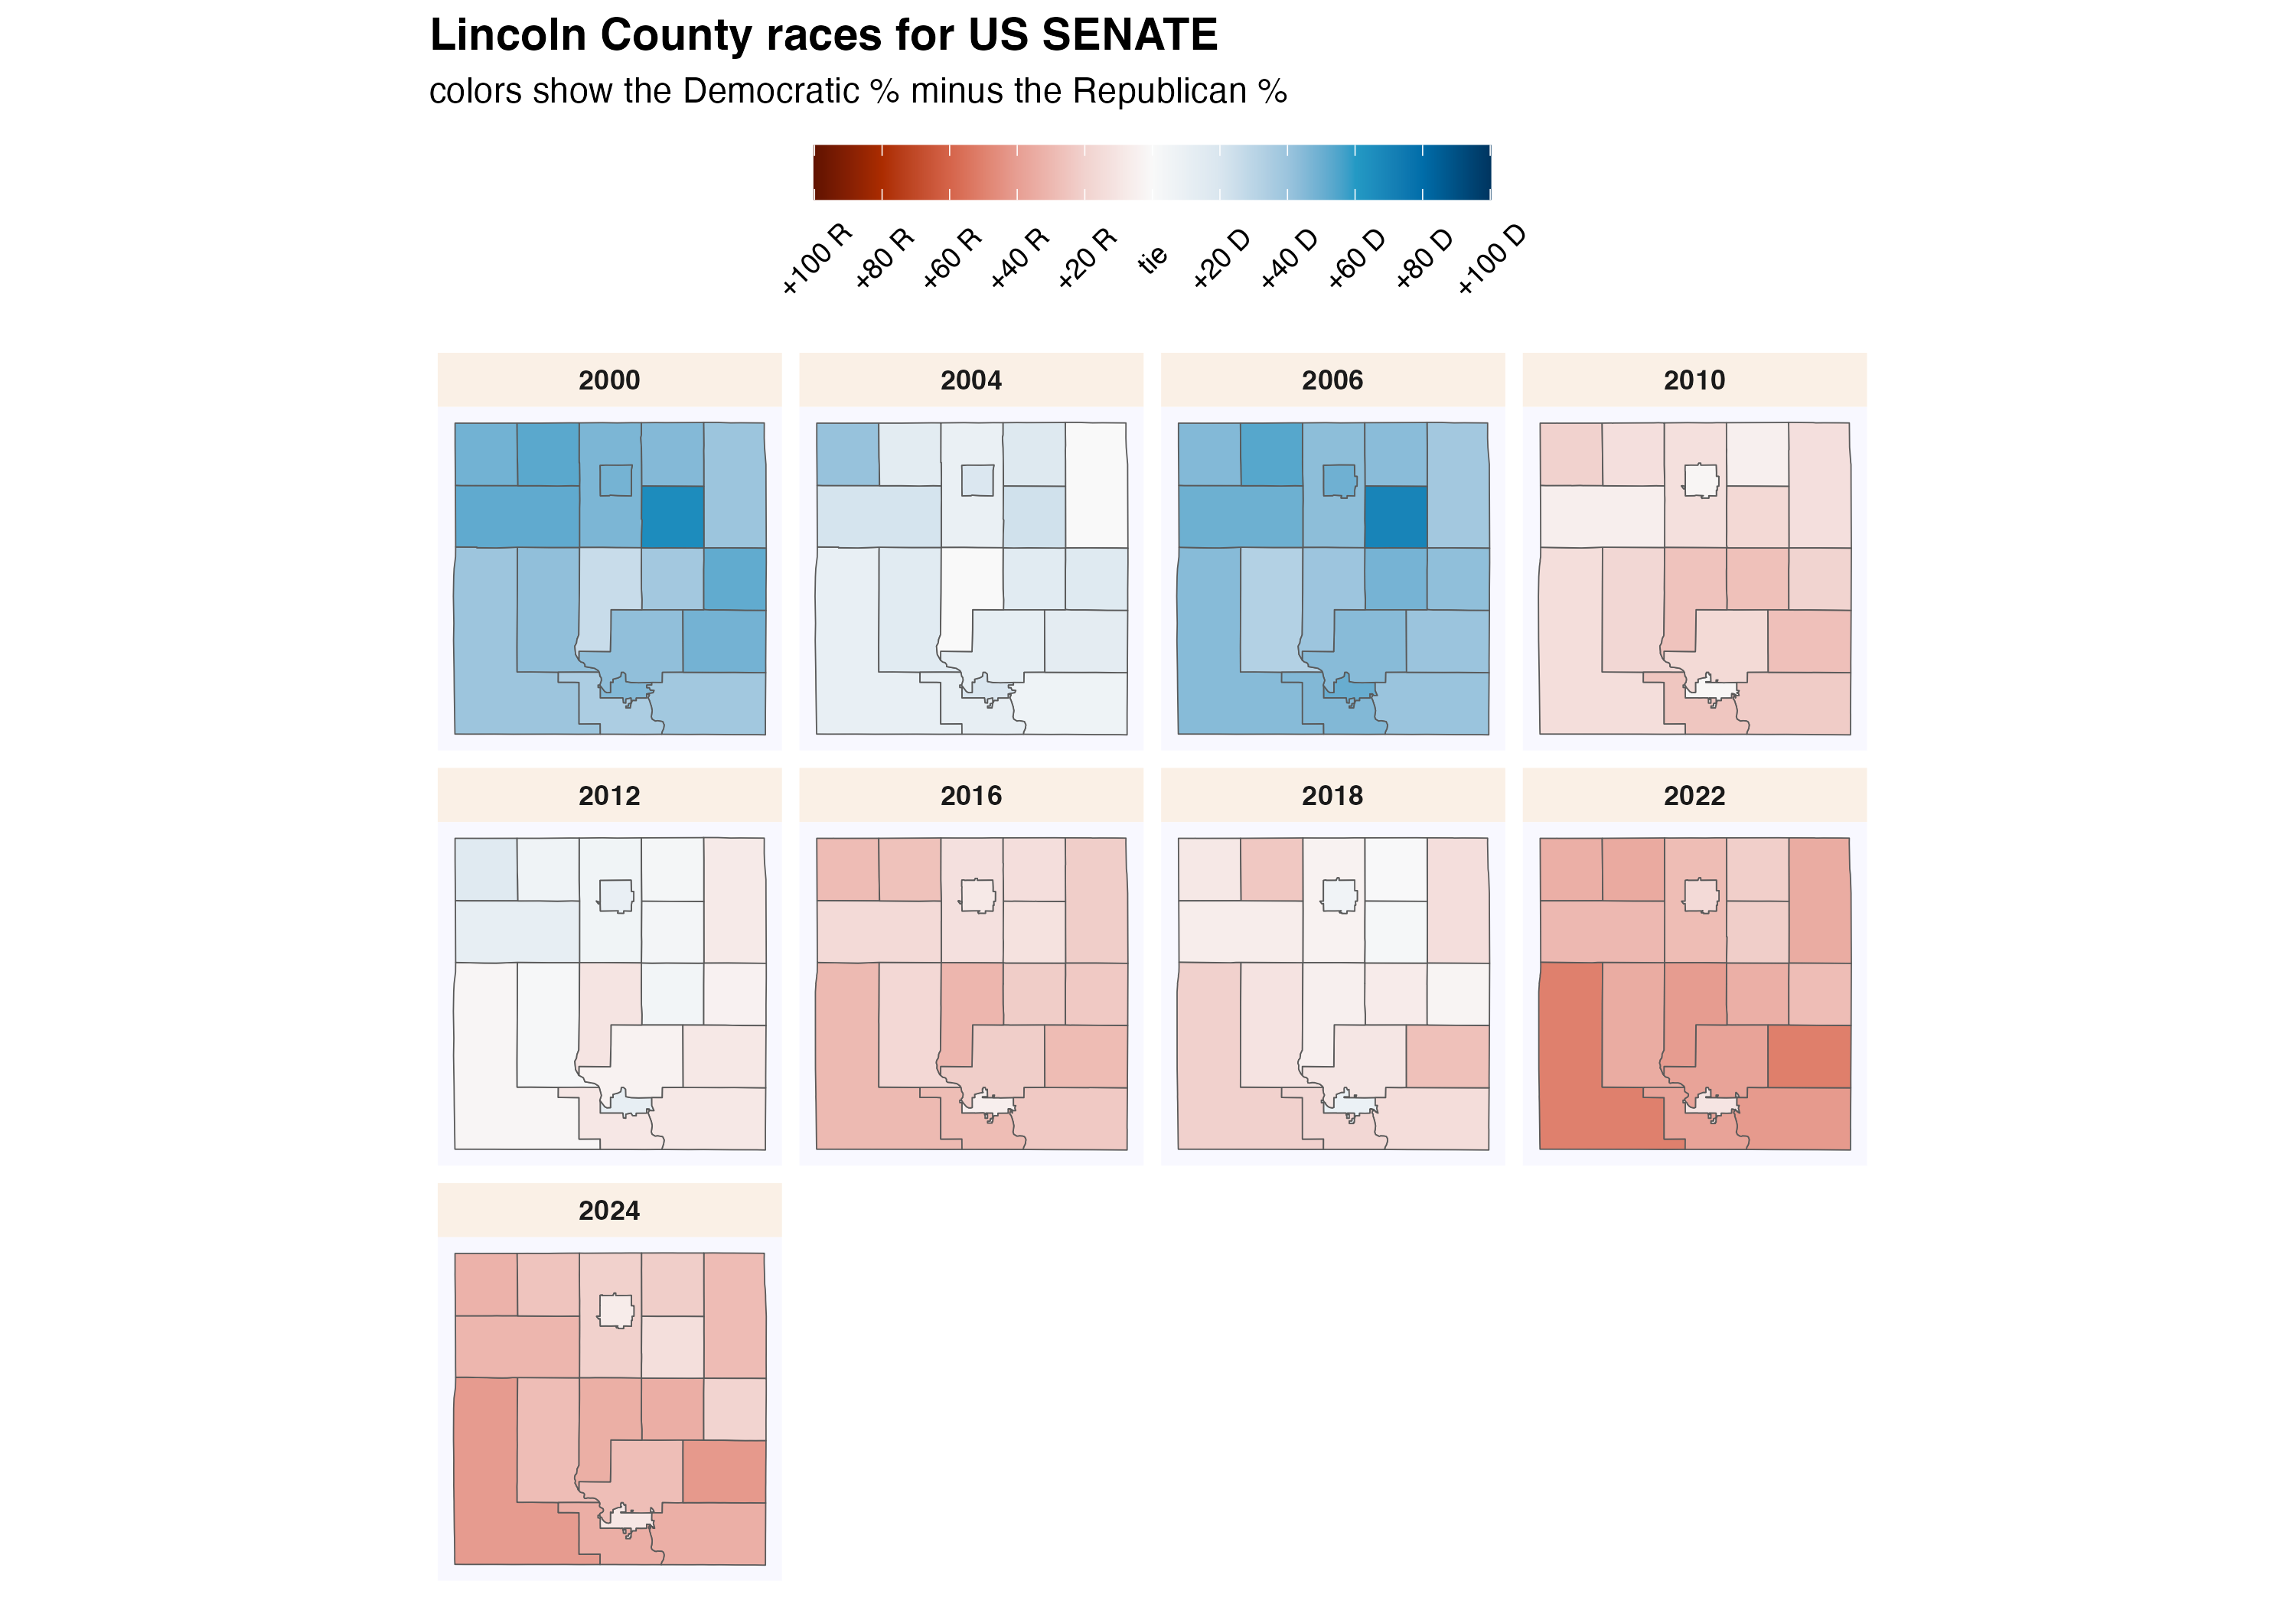 Lincoln County races for US SENATE
colors show the Democratic % minus the Republican %
+100 R +80 R +60 R +40 R +20 R tie +20 D +40 D +60 D +80 D +100 D
2000 2004 2006 2010
2012 2016 2018 2022
2024